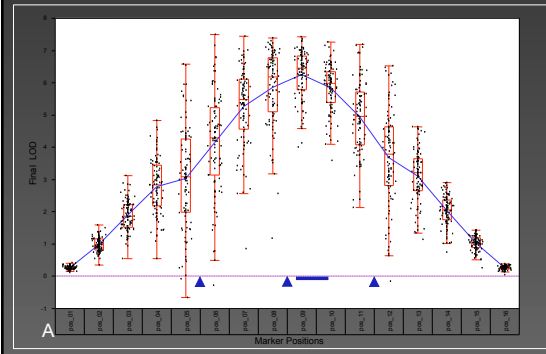 8
7
6
5
4
3
2
1
0
-1
Final LOD
A
pos_01 pos_02 pos_03 pos_04 pos_05 pos_06 pos_07 pos_08 pos_09 pos_10 pos_11 pos_12 pos_13 pos_14 pos_15 pos_16
Marker Positions